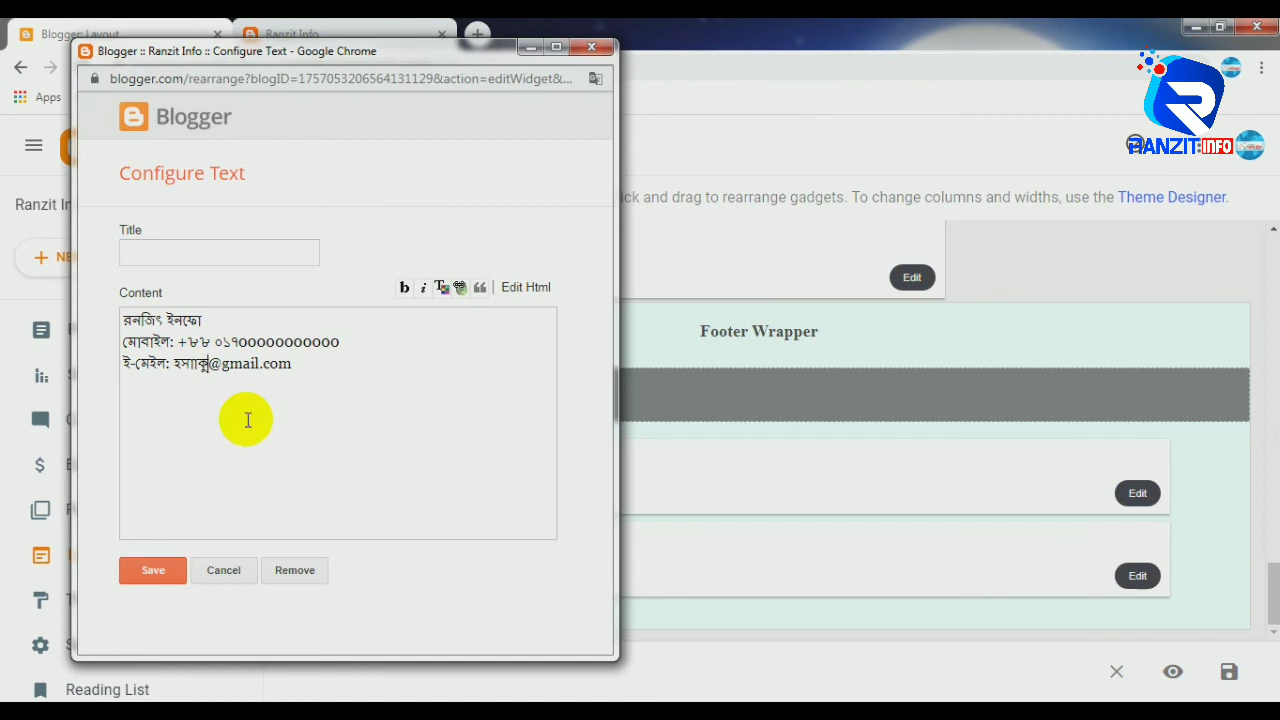 Blogger Layout
Ranzit Info
Blogger :: Ranzit Info :: Configure Text - Google Chrome
blogger.com/rearrange?blogID=1757053206564131129&action=editWidget&...
Apps
Blogger
RANZIT INFO
Configure Text
ick and drag to rearrange gadgets. To change columns and widths, use the Theme Designer.
Ranzit In
Title
NE
Edit
Content
b i T Edit Html
রনজিৎ ইনফো
মোবাইল: +৮৮ ০১৭০০০০০০০০০০
ই-মেইল: @gmail.com
Footer Wrapper
Edit
Save Cancel Remove
Edit
Reading List